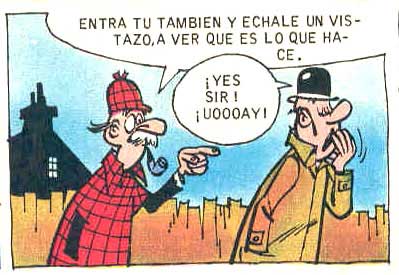 ENTRA TU TAMBIEN Y ECHALE UN VIS-
TAZO,A VER QUE ES LO QUE HA-
CE.
¡YES
SIR!
¡UOOOAY!